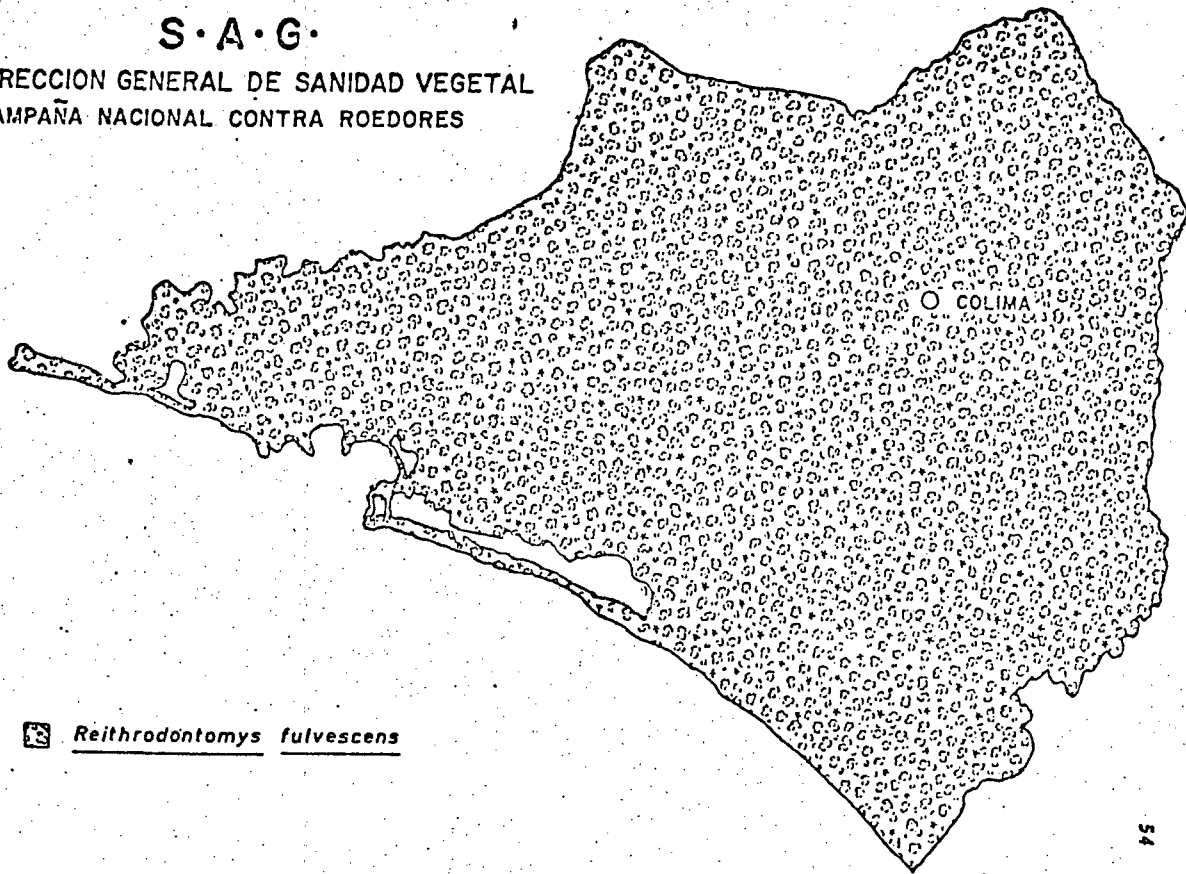 S·A·G·
RECCION GENERAL DE SANIDAD VEGETAL
AMPAÑA NACIONAL CONTRA ROEDORES
COLIMA
Reithrodontomys fulvescens
54